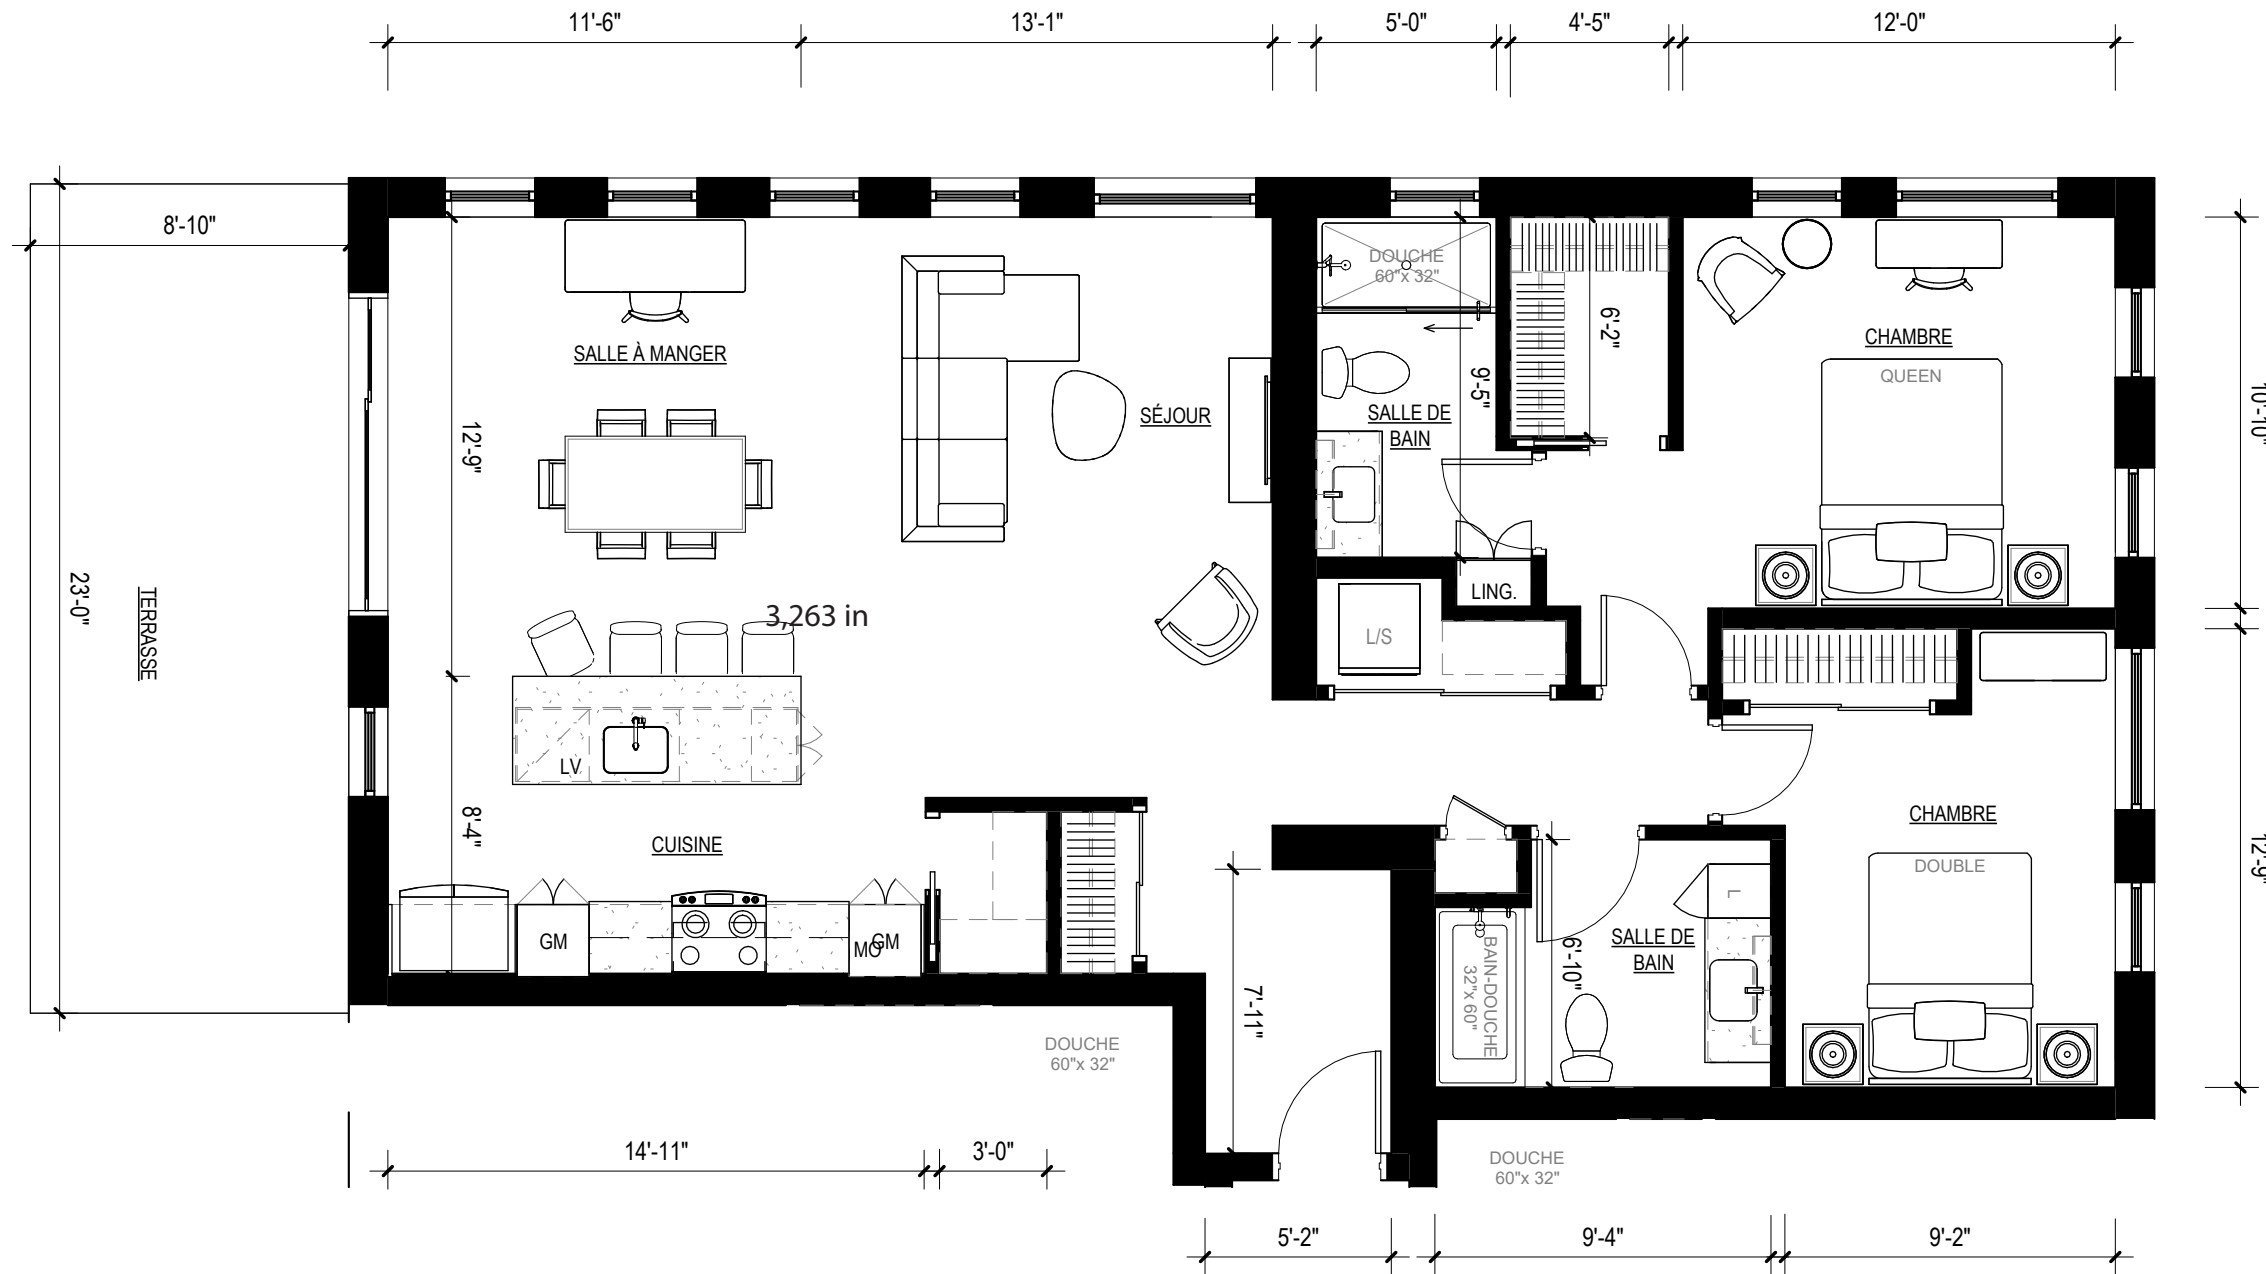 11'-6"
13'-1"
5'-0"
4'-5"
12'-0"
8'-10"
23'-0"
TERRASSE
SALLE À MANGER
12'-9"
SÉJOUR
3,263 in
LV
8'-4"
CUISINE
GM
MO
GM
DOUCHE
60"x 32"
9'-5"
SALLE DE
BAIN
6'-2"
LING.
L/S
CHAMBRE
QUEEN
10'-10"
CHAMBRE
DOUBLE
12'-9"
L
SALLE DE
BAIN
6'-10"
BAIN-DOUCHE
32"x 60"
7'-11"
DOUCHE
60"x 32"
DOUCHE
60"x 32"
14'-11"
3'-0"
5'-2"
9'-4"
9'-2"